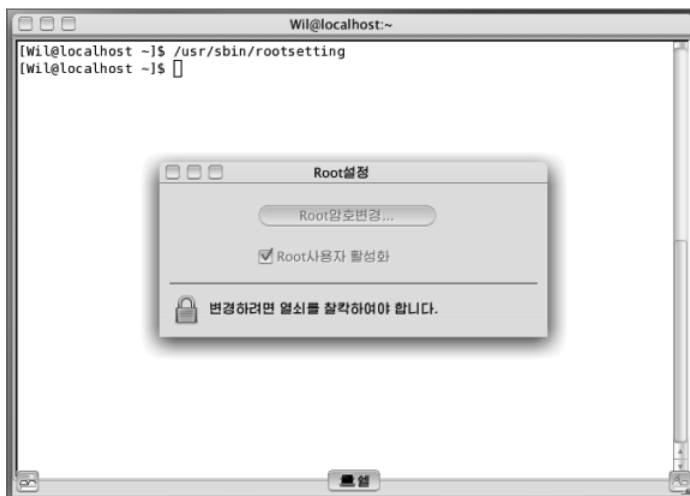 Wil@localhost:~
[Wil@localhost ~]$ /usr/sbin/rootsetting
[Wil@localhost ~]$
Root설정
Root암호변경...
Root사용자 활성화
변경하려면 열쇠를 찰칵하여야 합니다.